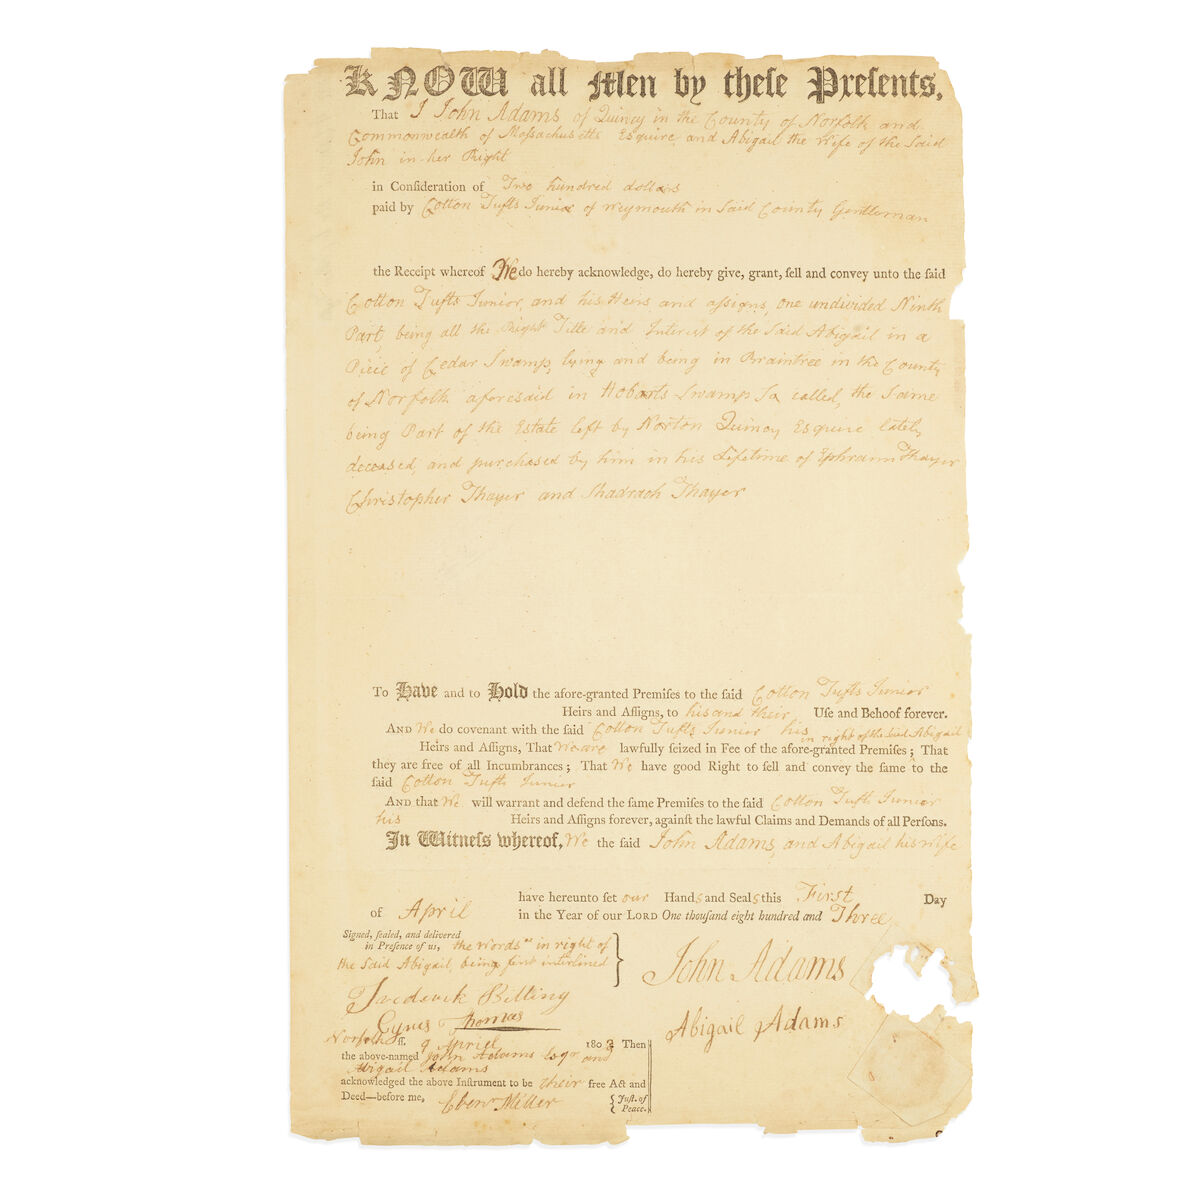 KNOW all Men by theſe Preſents,
That I John Adams of Quincy in the County of Norfolk and
Commonwealth of Massachusetts Esquire, and Abigail the Wife of the Said
John in her Right
in Conſideration of Two hundred dollars
paid by Cotton Tufts Junior of Weymouth in Said County Gentleman
the Receipt whereof We do hereby acknowledge, do hereby give, grant, ſell and convey unto the ſaid
Cotton Tufts Junior, and his Heirs and assigns, one undivided Ninth
Part, being all the Right Title and Interest of the Said Abigail in a
Piece of Cedar Swamp, lying and being in Braintree in the County
of Norfolk aforesaid in Hobarts Swamp So called, the Same
being Part of the Estate left by Norton Quincy Esquire lately
deceased, and purchased by him in his Lifetime of Ephraim Thayer
Christopher Thayer and Shadrach Thayer
To Have and to Hold the afore-granted Premiſes to the ſaid Cotton Tufts Junior
Heirs and Aſſigns, to his and their Uſe and Behoof forever.
AND We do covenant with the ſaid Cotton Tufts Junior his
in right of the Said Abigail
Heirs and Aſſigns, That We are lawfully ſeized in Fee of the afore-granted Premiſes; That
they are free of all Incumbrances; That We have good Right to ſell and convey the ſame to the
ſaid Cotton Tufts Junior
AND that We will warrant and defend the ſame Premiſes to the ſaid Cotton Tufts Junior
his Heirs and Aſſigns forever, againſt the lawful Claims and Demands of all Perſons.
In Witneſs whereof, We the ſaid John Adams, and Abigail his Wife
have hereunto ſet our Hands and Seals this First Day
of April in the Year of our LORD One thouſand eight hundred and Three
Signed, ſealed, and delivered
in Preſence of us, the Words "in right of
the Said Abigail, being first interlined
Frederick Billing
Cyrus Thomas
John Adams
Abigail Adams
Norfolk ſſ. 9 April 1803 Then
the above-named John Adams Esqr and
Abigail Adams
acknowledged the above Inſtrument to be their free Act and
Deed—before me, Ebenr Miller Juſt. of
Peace.